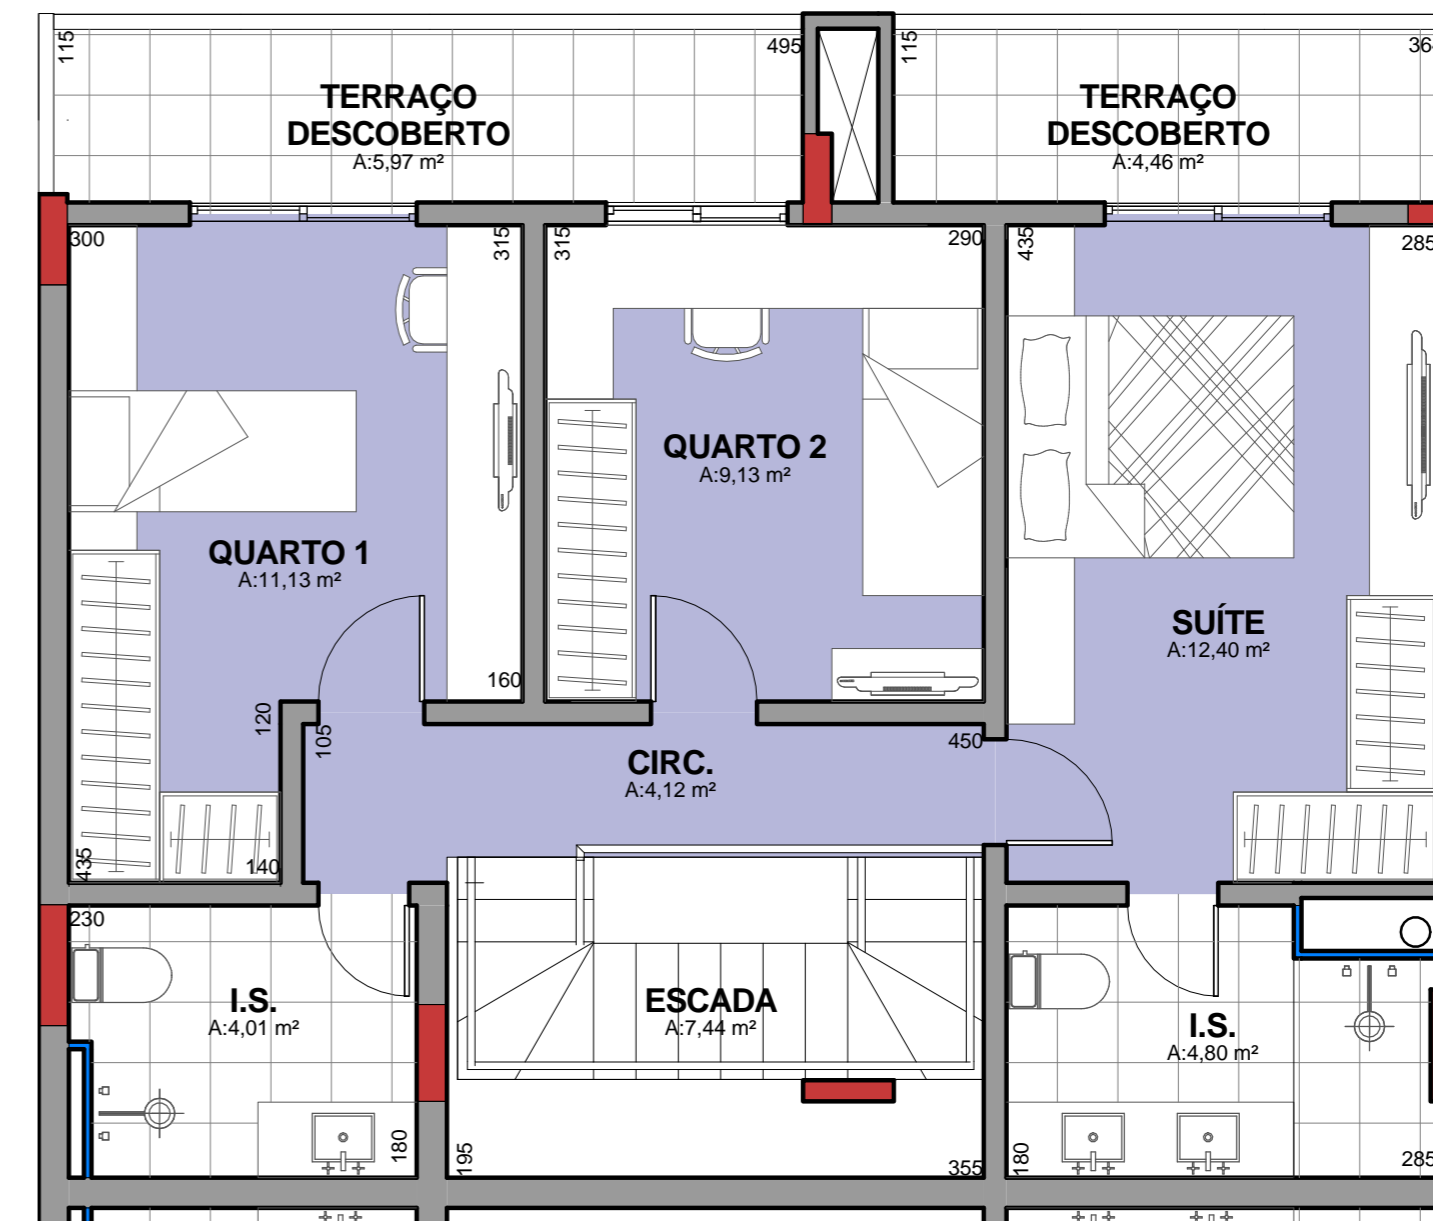 115
495
115
TERRAÇO
DESCOBERTO
A:5,97 m²
TERRAÇO
DESCOBERTO
A:4,46 m²
300
315
315
290
435
285
QUARTO 1
A:11,13 m²
QUARTO 2
A:9,13 m²
SUÍTE
A:12,40 m²
160
120
105
450
CIRC.
A:4,12 m²
435
140
230
I.S.
A:4,01 m²
ESCADA
A:7,44 m²
I.S.
A:4,80 m²
180
195
355
180
285